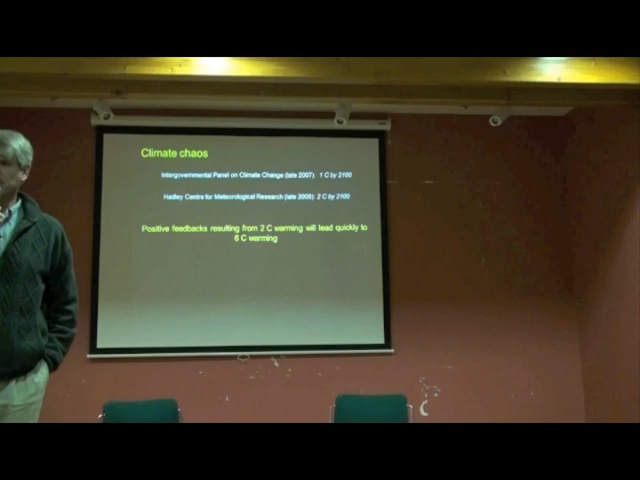 Climate chaos
Intergovernmental Panel on Climate Change (late 2007): 1 C by 2100
Hadley Centre for Meteorological Research (late 2008): 2 C by 2100
Positive feedbacks resulting from 2 C warming will lead quickly to
6 C warming